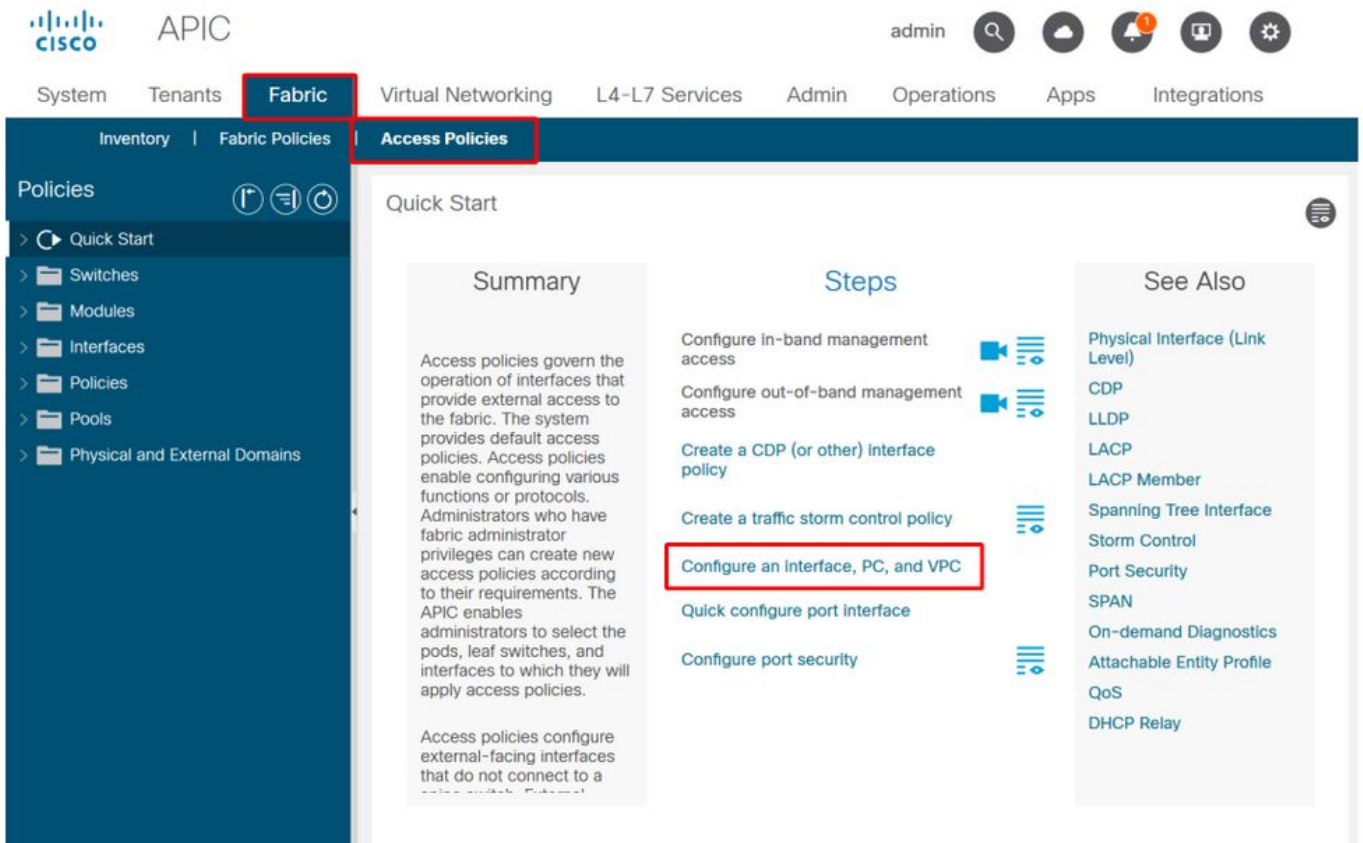 CISCO
APIC
admin
1
System Tenants Fabric Virtual Networking L4-L7 Services Admin Operations Apps Integrations
Inventory | Fabric Policies | Access Policies
Policies
Quick Start
Switches
Modules
Interfaces
Policies
Pools
Physical and External Domains
Quick Start
Summary
Access policies govern the
operation of interfaces that
provide external access to
the fabric. The system
provides default access
policies. Access policies
enable configuring various
functions or protocols.
Administrators who have
fabric administrator
privileges can create new
access policies according
to their requirements. The
APIC enables
administrators to select the
pods, leaf switches, and
interfaces to which they will
apply access policies.
Access policies configure
external-facing interfaces
that do not connect to a
Steps
Configure in-band management
access
Configure out-of-band management
access
Create a CDP (or other) interface
policy
Create a traffic storm control policy
Configure an interface, PC, and VPC
Quick configure port interface
Configure port security
See Also
Physical Interface (Link
Level)
CDP
LLDP
LACP
LACP Member
Spanning Tree Interface
Storm Control
Port Security
SPAN
On-demand Diagnostics
Attachable Entity Profile
QoS
DHCP Relay